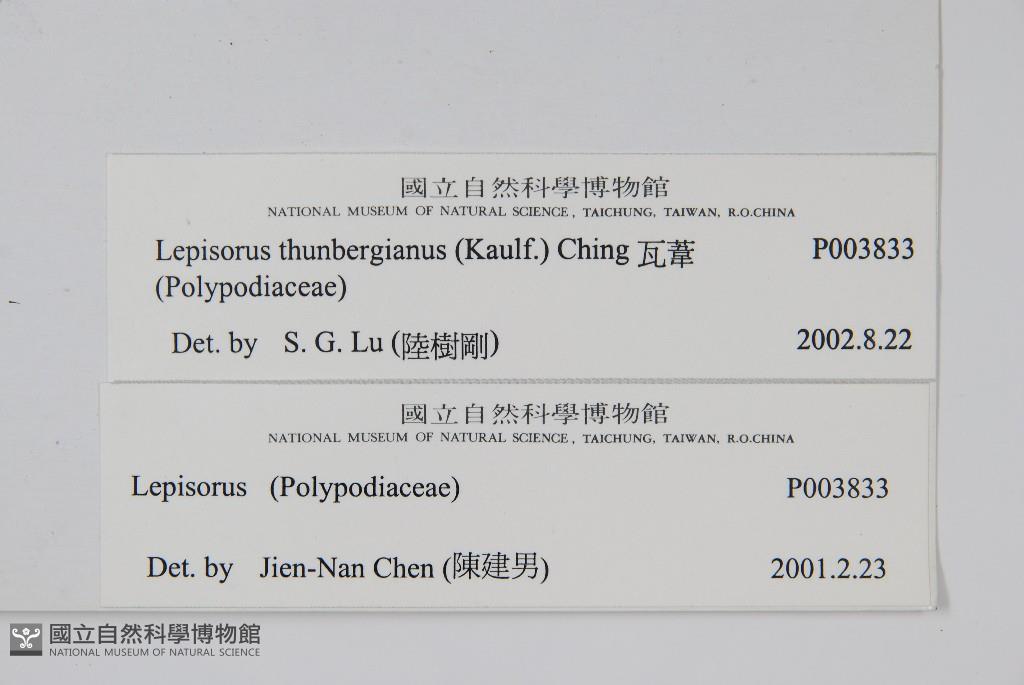 國立自然科學博物館
NATIONAL MUSEUM OF NATURAL SCIENCE, TAICHUNG, TAIWAN, R.O.CHINA
Lepisorus thunbergianus (Kaulf.) Ching 瓦葦 P003833
(Polypodiaceae)
Det. by S. G. Lu (陸樹剛) 2002.8.22
國立自然科學博物館
NATIONAL MUSEUM OF NATURAL SCIENCE, TAICHUNG, TAIWAN, R.O.CHINA
Lepisorus (Polypodiaceae) P003833
Det. by Jien-Nan Chen (陳建男) 2001.2.23
國立自然科學博物館
NATIONAL MUSEUM OF NATURAL SCIENCE